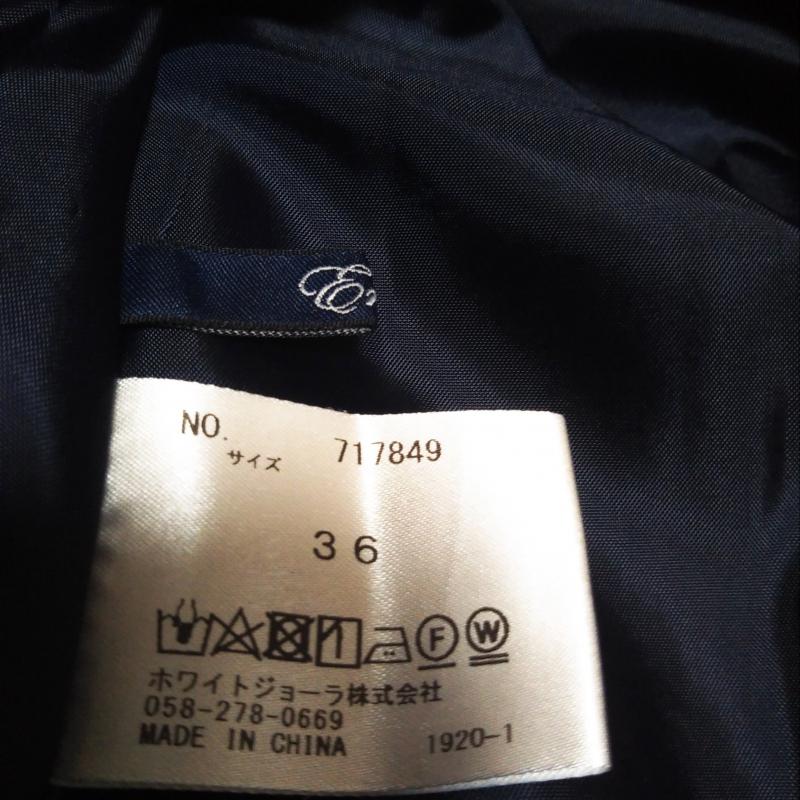 NO. 717849
サイズ
36
F W
ホワイトジョーラ株式会社
058-278-0669
MADE IN CHINA 1920-1